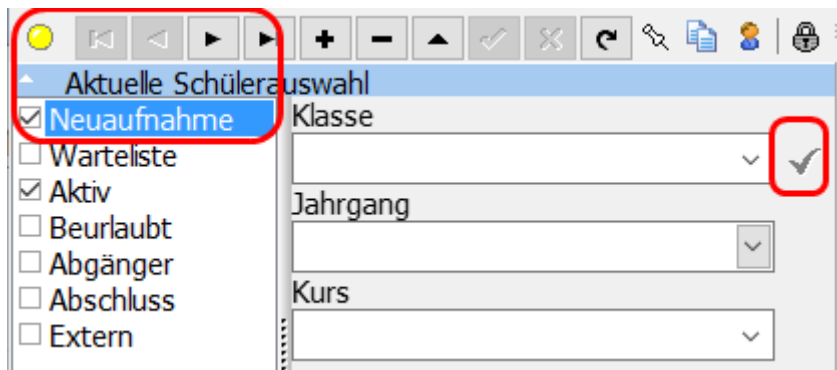 Aktuelle Schülerauswahl
Neuaufnahme
Warteliste
Aktiv
Beurlaubt
Abgänger
Abschluss
Extern
Klasse
Jahrgang
Kurs